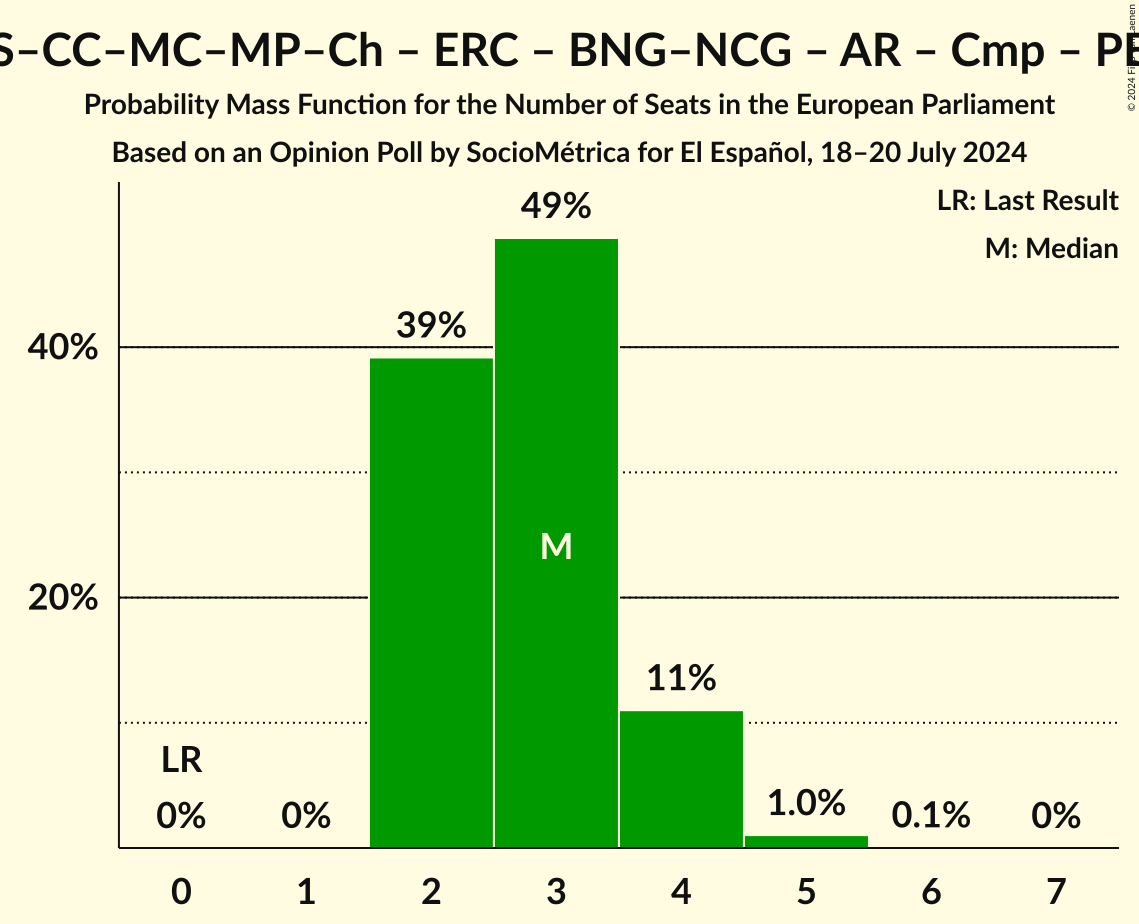 –CC–MC–MP–Ch – ERC – BNG–NCG – AR – Cmp –
Probability Mass Function for the Number of Seats in the European Parliament
Based on an Opinion Poll by SocioMétrica for El Español, 18–20 July 2024
© 2024
LR: Last Result
M: Median
49%
39%
40%
M
20%
11%
LR
0% 0% 1.0% 0.1% 0%
0 1 2 3 4 5 6 7